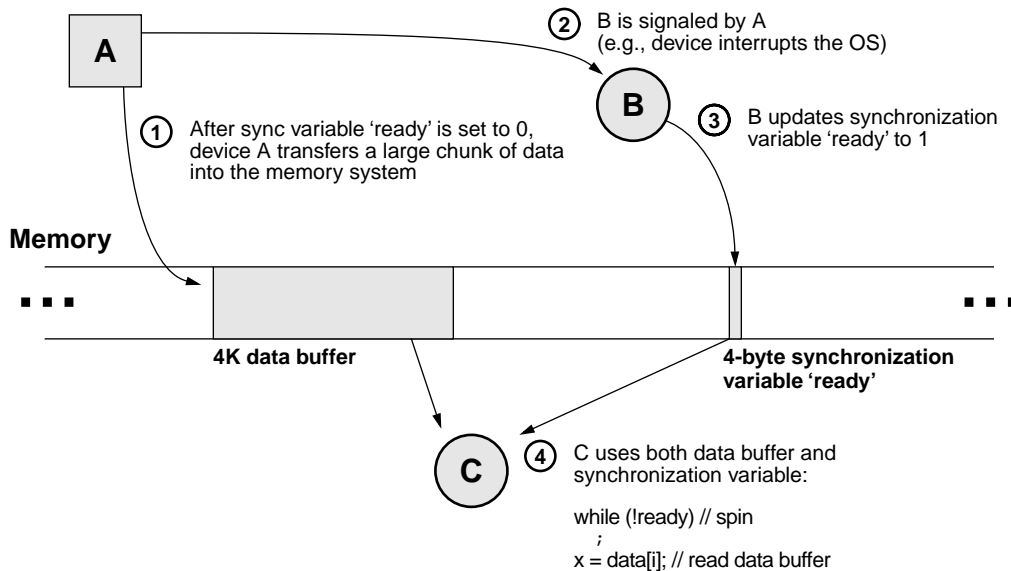 A
2
B is signaled by A
(e.g., device interrupts the OS)
B
1
After sync variable ‘ready’ is set to 0,
device A transfers a large chunk of data
into the memory system
3
B updates synchronization
variable ‘ready’ to 1
Memory
4K data buffer
4-byte synchronization
variable ‘ready’
C
4
C uses both data buffer and
synchronization variable:
while (!ready) // spin
;
x = data[i]; // read data buffer